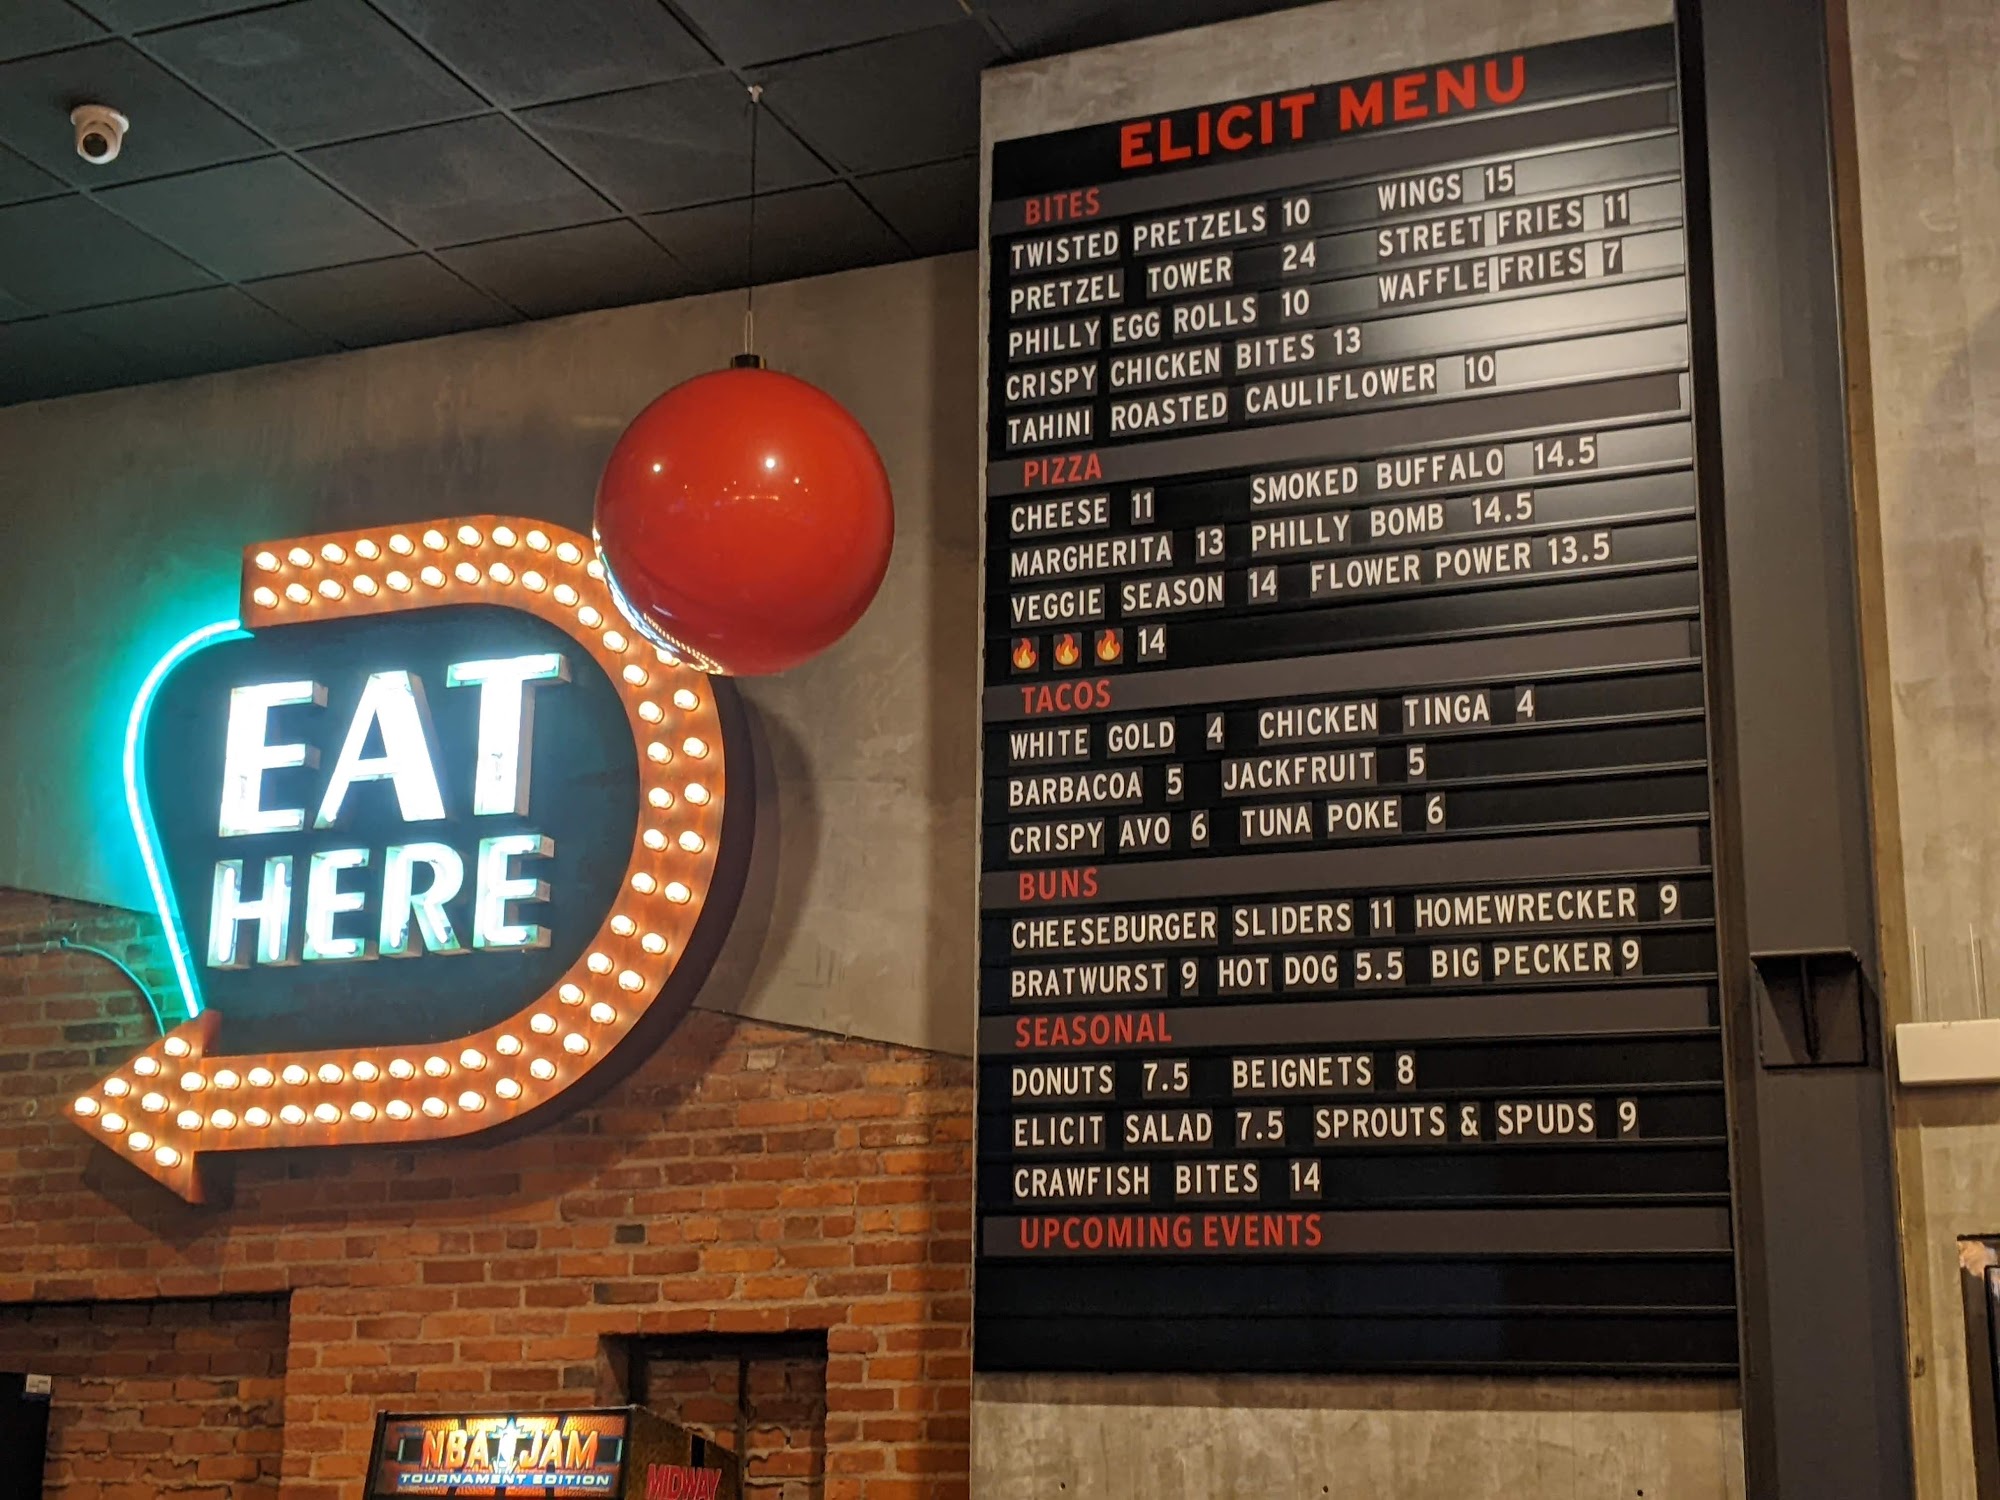 EAT
HERE
ELICIT MENU
BITES
TWISTED PRETZELS 10 WINGS 15
PRETZEL TOWER 24 STREET FRIES 11
PHILLY EGG ROLLS 10 WAFFLE FRIES 7
CRISPY CHICKEN BITES 13
TAHINI ROASTED CAULIFLOWER 10
PIZZA
CHEESE 11 SMOKED BUFFALO 14.5
MARGHERITA 13 PHILLY BOMB 14.5
VEGGIE SEASON 14 FLOWER POWER 13.5
🔥 🔥 🔥 14
TACOS
WHITE GOLD 4 CHICKEN TINGA 4
BARBACOA 5 JACKFRUIT 5
CRISPY AVO 6 TUNA POKE 6
BUNS
CHEESEBURGER SLIDERS 11 HOMEWRECKER 9
BRATWURST 9 HOT DOG 5.5 BIG PECKER 9
SEASONAL
DONUTS 7.5 BEIGNETS 8
ELICIT SALAD 7.5 SPROUTS & SPUDS 9
CRAWFISH BITES 14
UPCOMING EVENTS
NBA JAM
TOURNAMENT EDITION
MIDWAY